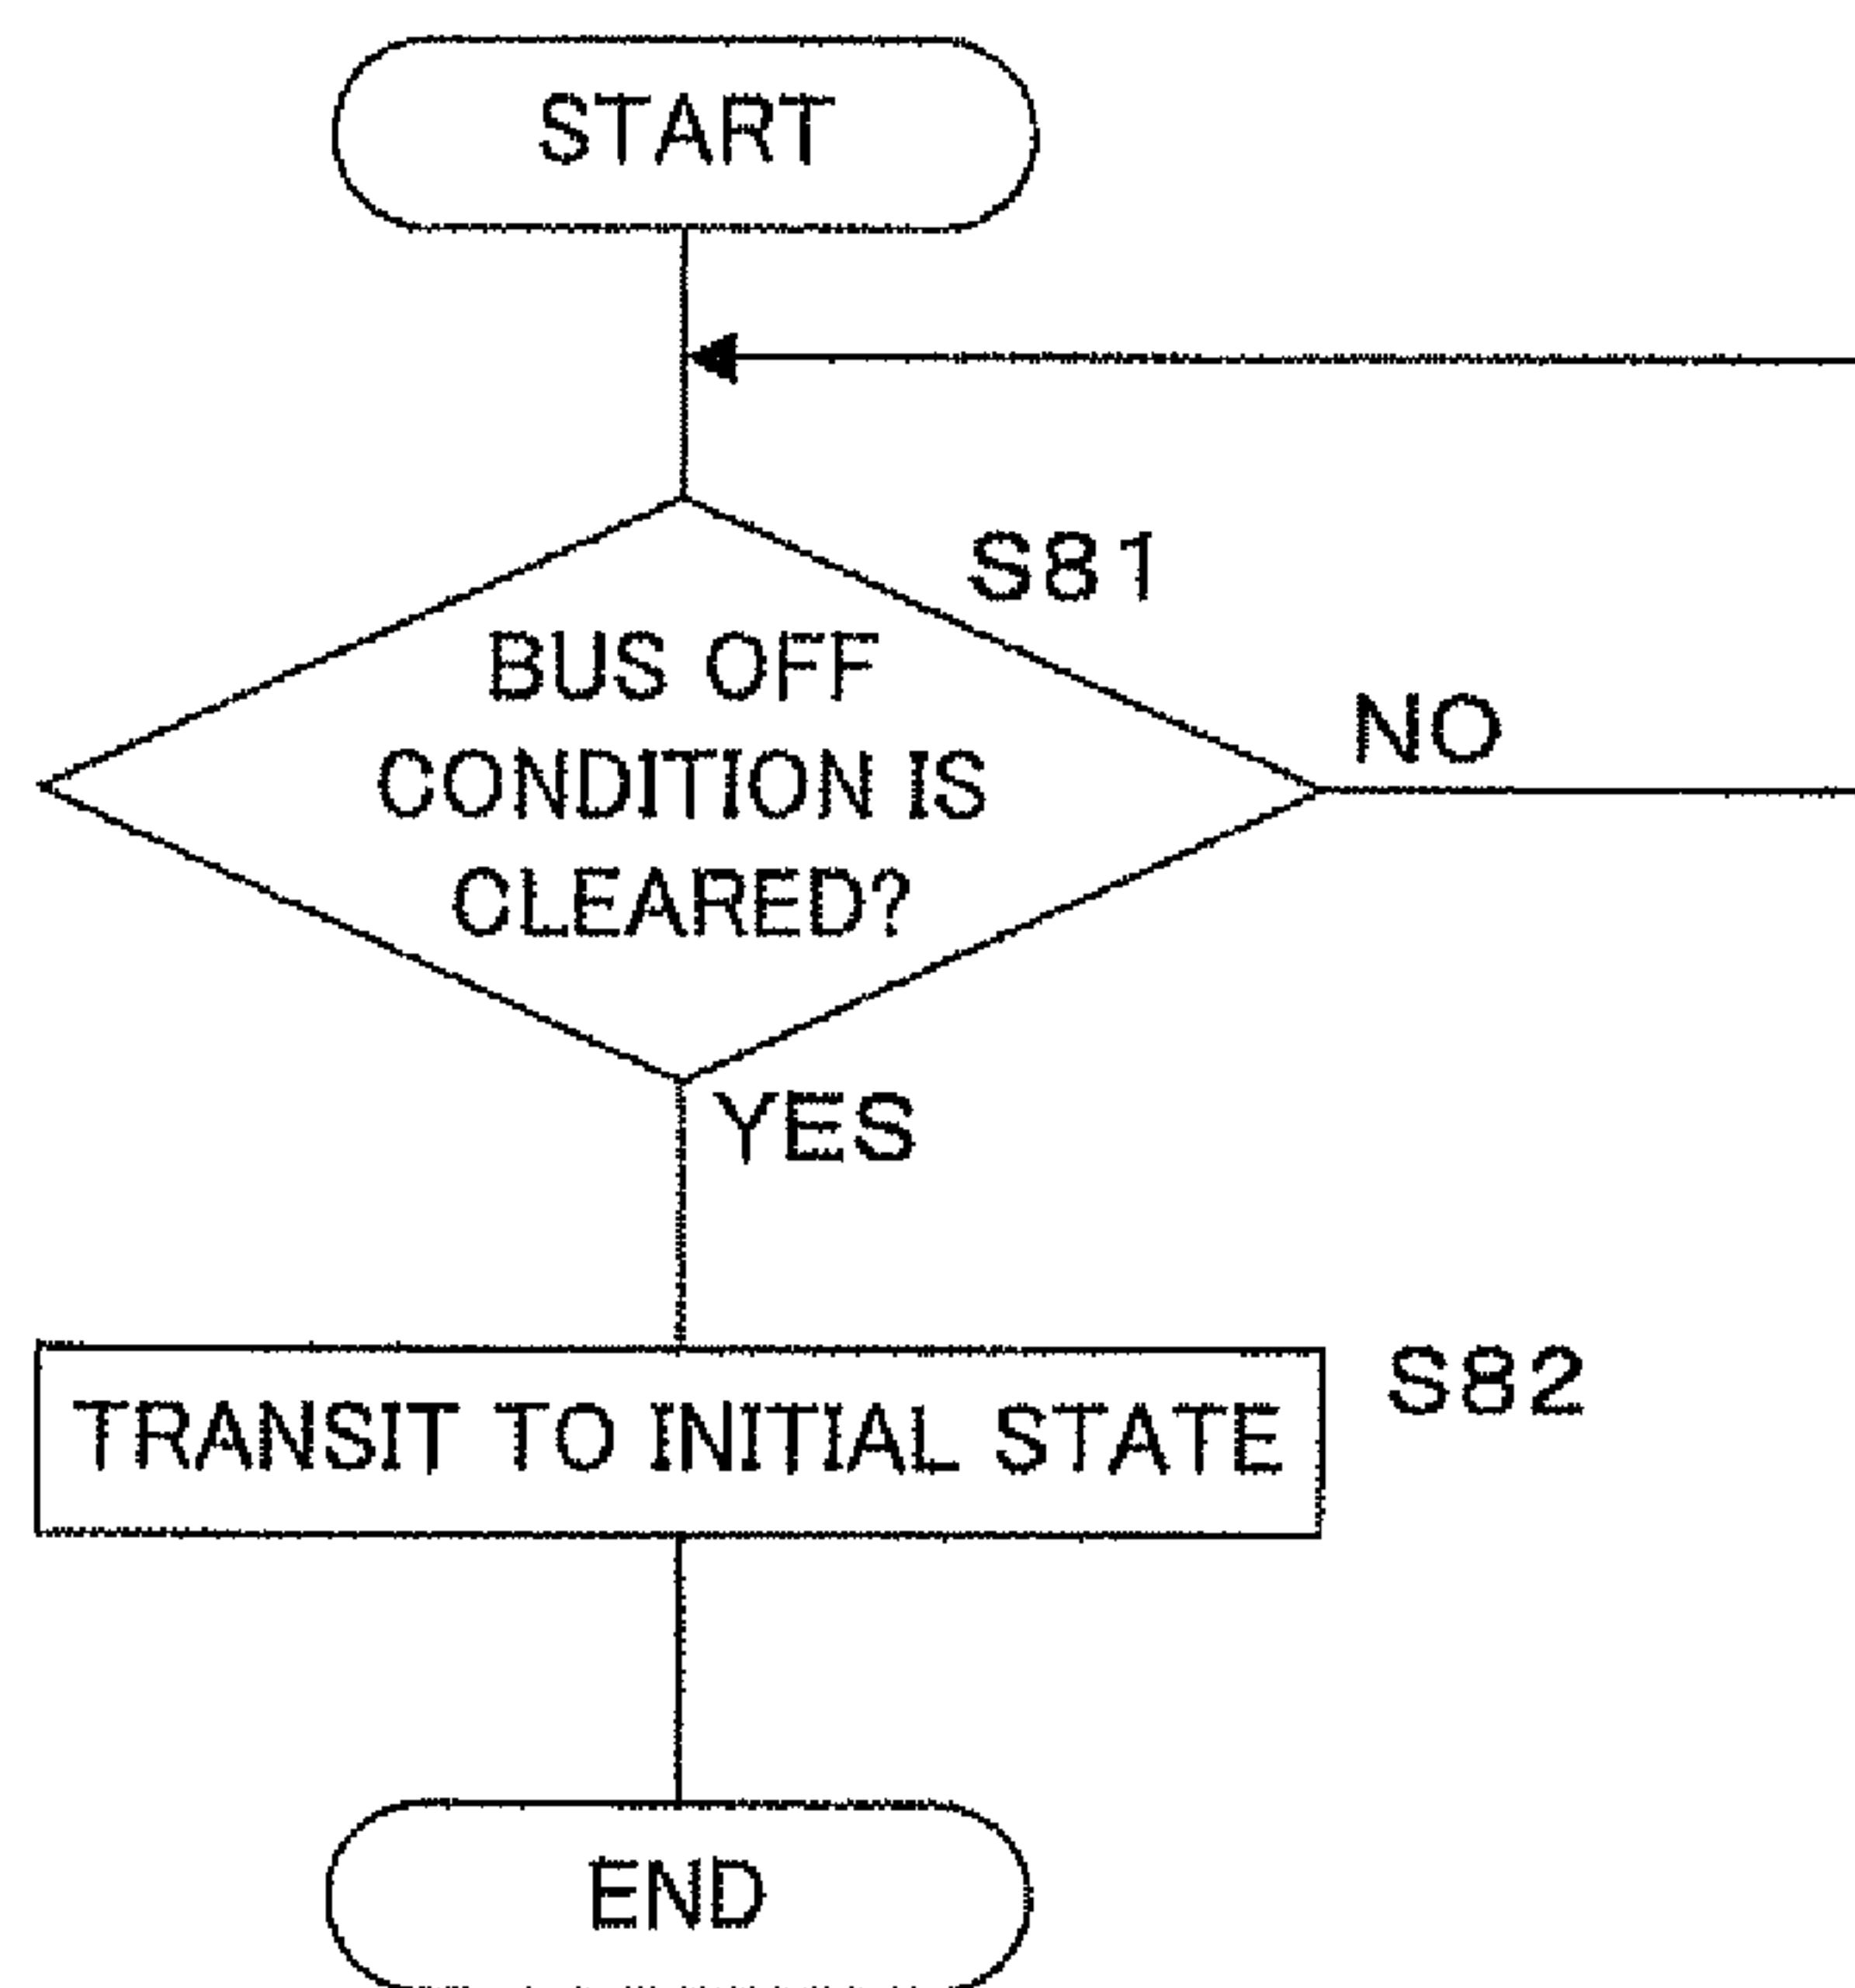 START
S81
BUS OFF
CONDITION IS
CLEARED?
NO
YES
S82
TRANSIT TO INITIAL STATE
END